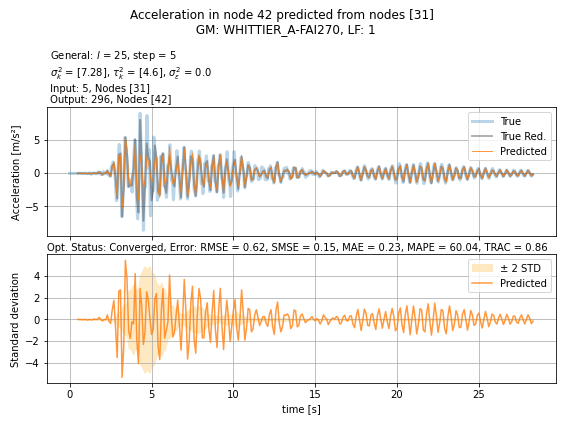 Acceleration in node 42 predicted from nodes [31]
GM: WHITTIER_A-FAI270, LF: 1
General: l = 25, step = 5
σ²ₖ = [7.28], τ²ₖ = [4.6], σ²ₑ = 0.0
Input: 5, Nodes [31]
Output: 296, Nodes [42]
True
True Red.
Predicted
Acceleration [m/s²]
5
0
−5
Opt. Status: Converged, Error: RMSE = 0.62, SMSE = 0.15, MAE = 0.23, MAPE = 60.04, TRAC = 0.86
± 2 STD
Predicted
Standard deviation
4
2
0
−2
−4
0 5 10 15 20 25
time [s]